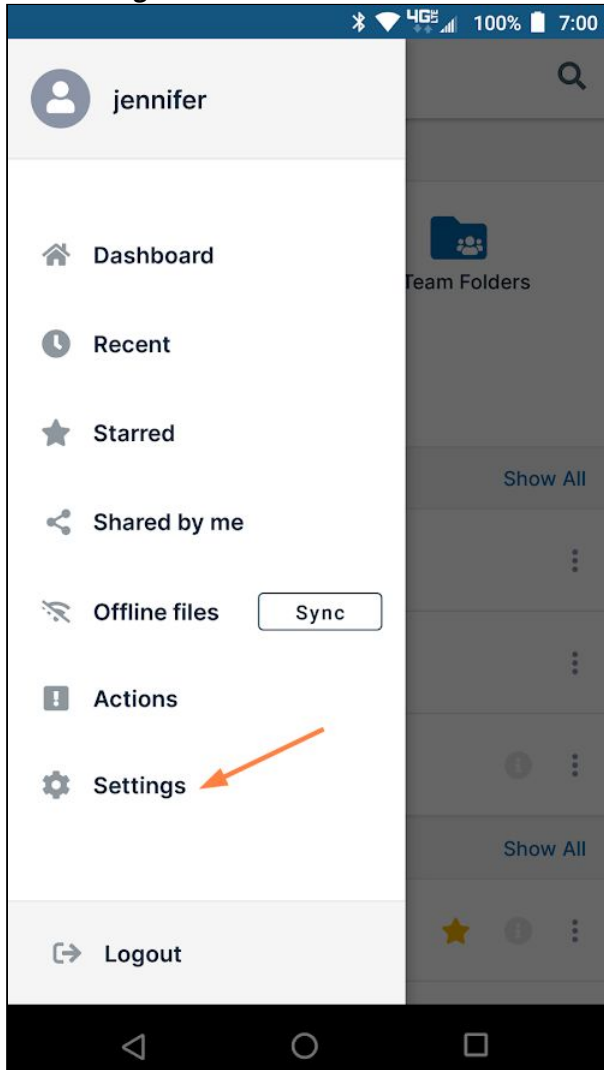 4GE 100% 7:00
jennifer
Dashboard
Team Folders
Recent
Starred
Show All
Shared by me
Offline files Sync
Actions
Settings
Show All
Logout